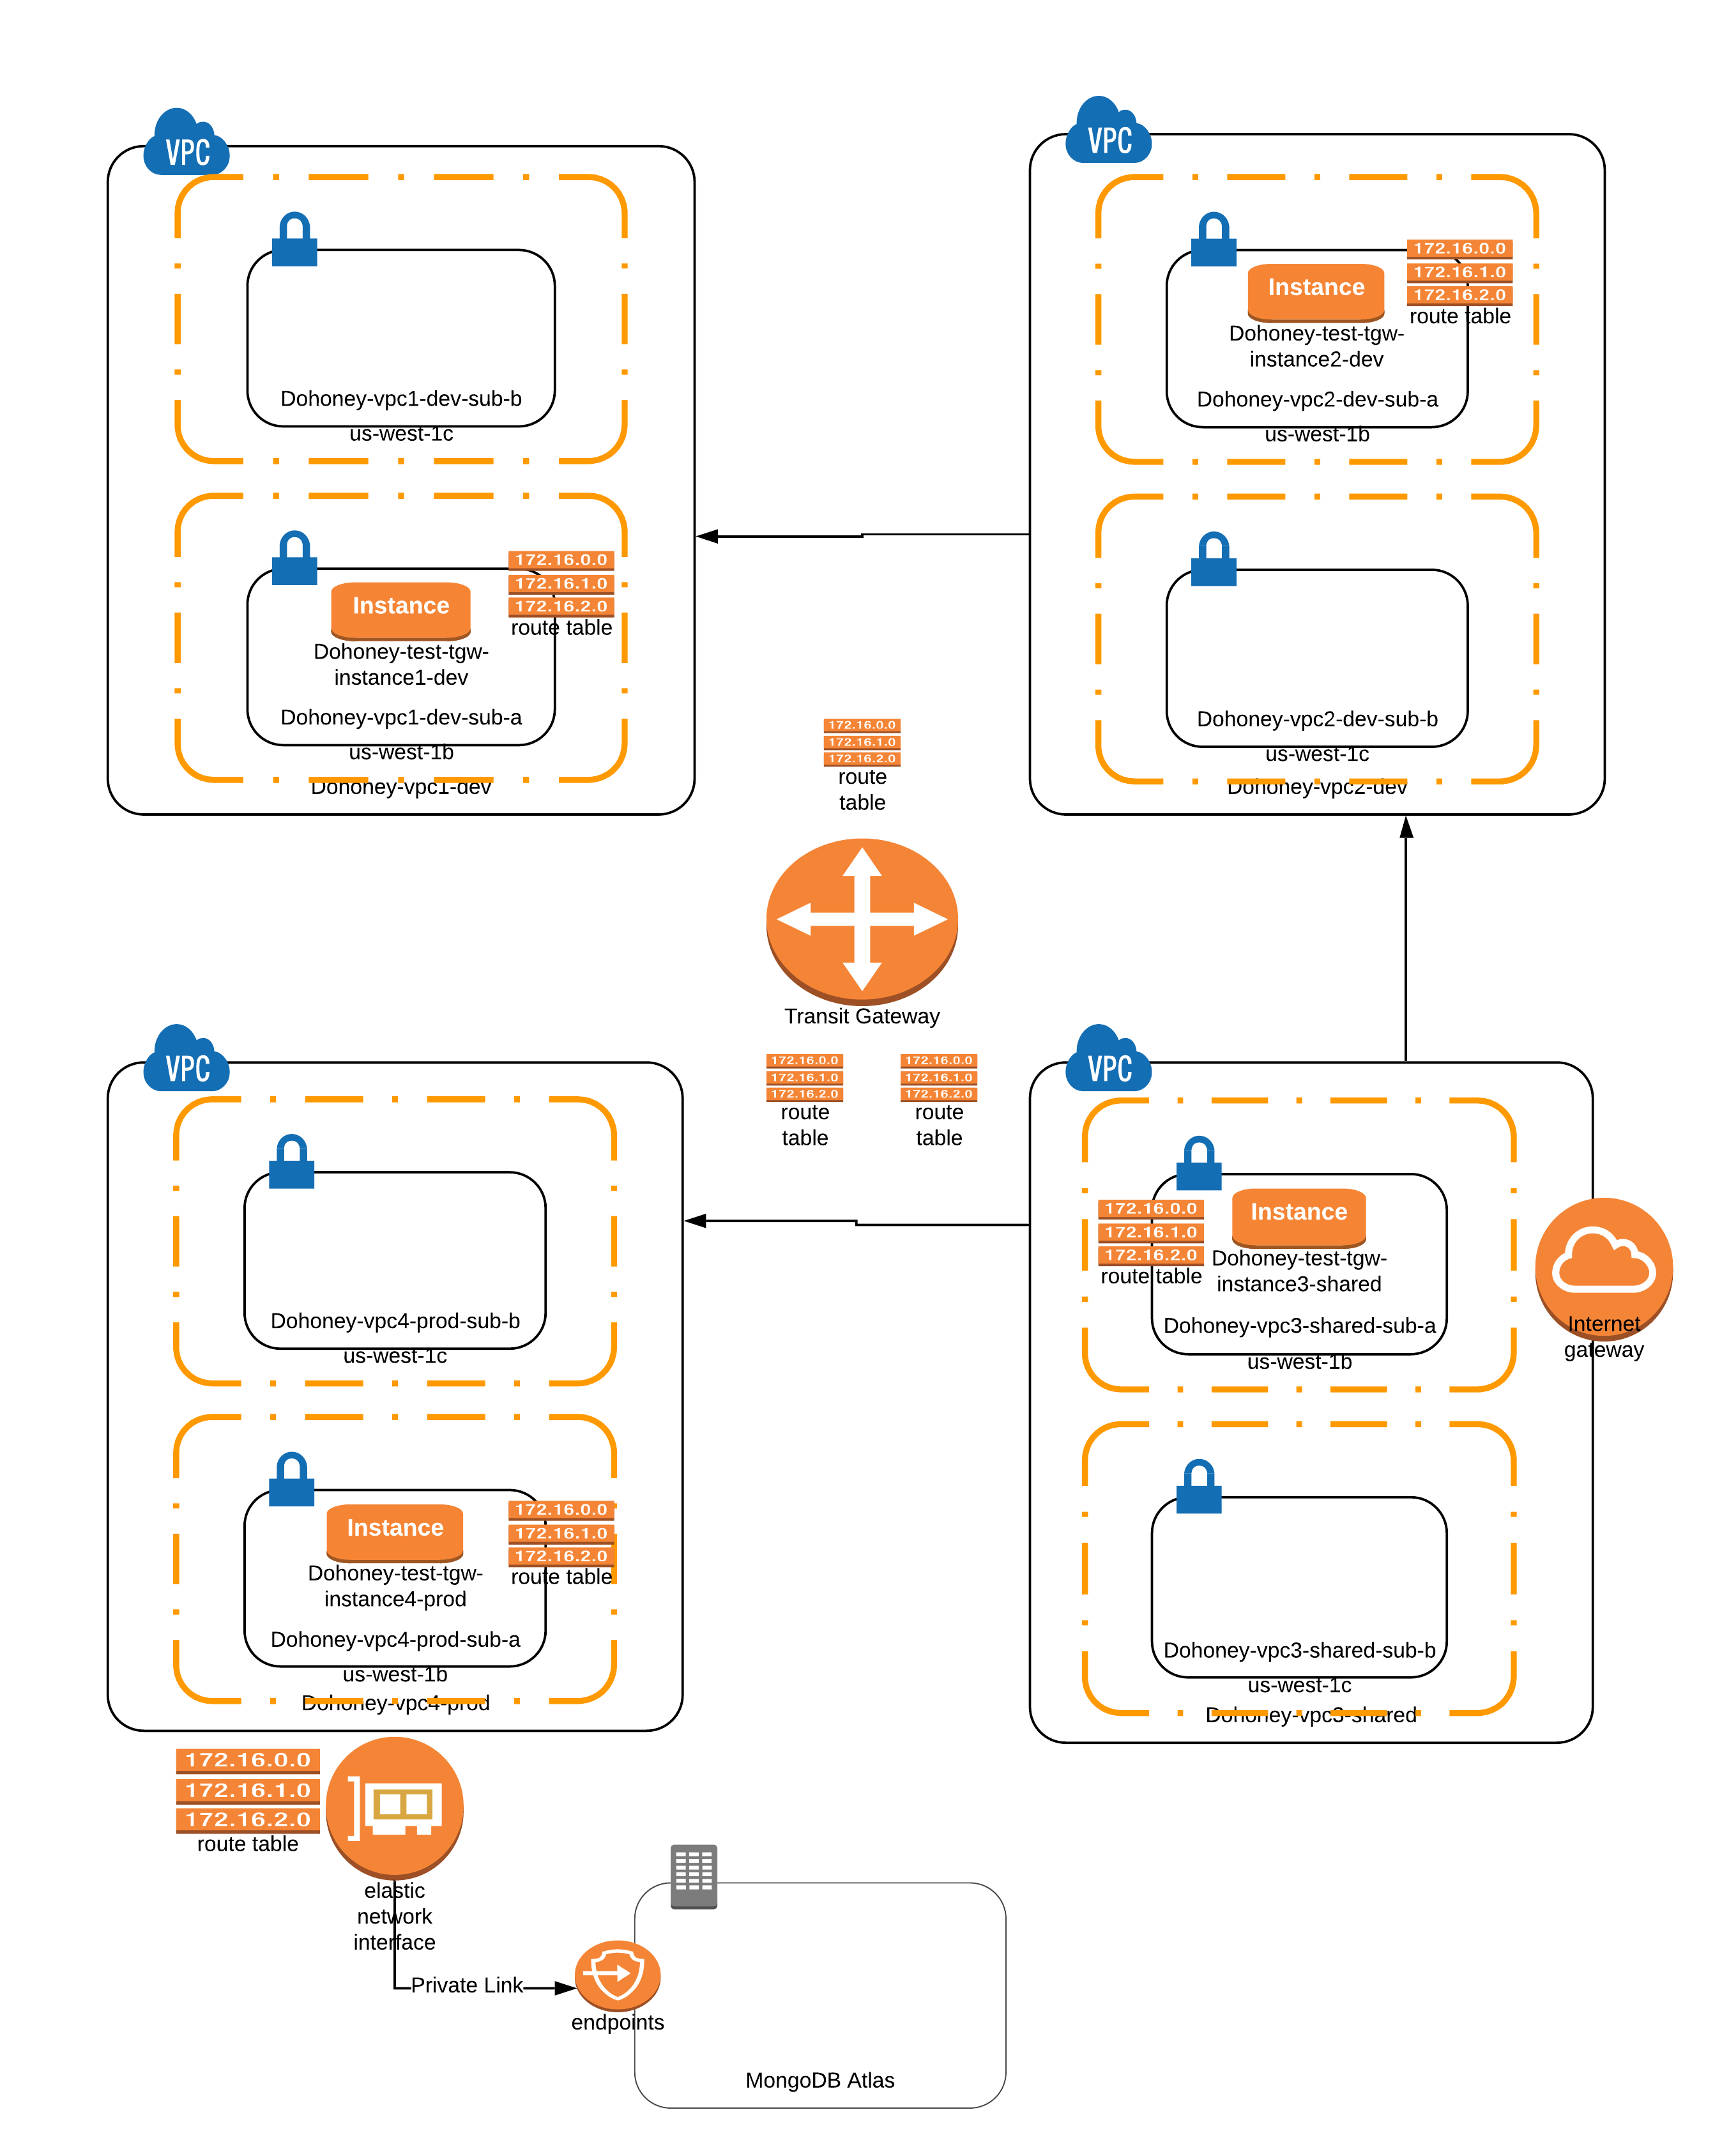 VPC
Dohoney-vpc1-dev-sub-b
us-west-1c
Instance
Dohoney-test-tgw-
instance1-dev
172.16.0.0
172.16.1.0
172.16.2.0
route table
Dohoney-vpc1-dev-sub-a
us-west-1b
Dohoney-vpc1-dev
VPC
Instance
Dohoney-test-tgw-
instance2-dev
172.16.0.0
172.16.1.0
172.16.2.0
route table
Dohoney-vpc2-dev-sub-a
us-west-1b
Dohoney-vpc2-dev-sub-b
us-west-1c
Dohoney-vpc2-dev
172.16.0.0
172.16.1.0
172.16.2.0
route
table
Transit Gateway
172.16.0.0
172.16.1.0
172.16.2.0
route
table
172.16.0.0
172.16.1.0
172.16.2.0
route
table
VPC
Dohoney-vpc4-prod-sub-b
us-west-1c
Instance
Dohoney-test-tgw-
instance4-prod
172.16.0.0
172.16.1.0
172.16.2.0
route table
Dohoney-vpc4-prod-sub-a
us-west-1b
Dohoney-vpc4-prod
VPC
172.16.0.0
172.16.1.0
172.16.2.0
route table
Instance
Dohoney-test-tgw-
instance3-shared
Dohoney-vpc3-shared-sub-a
us-west-1b
Internet
gateway
Dohoney-vpc3-shared-sub-b
us-west-1c
Dohoney-vpc3-shared
172.16.0.0
172.16.1.0
172.16.2.0
route table
elastic
network
interface
Private Link
endpoints
MongoDB Atlas